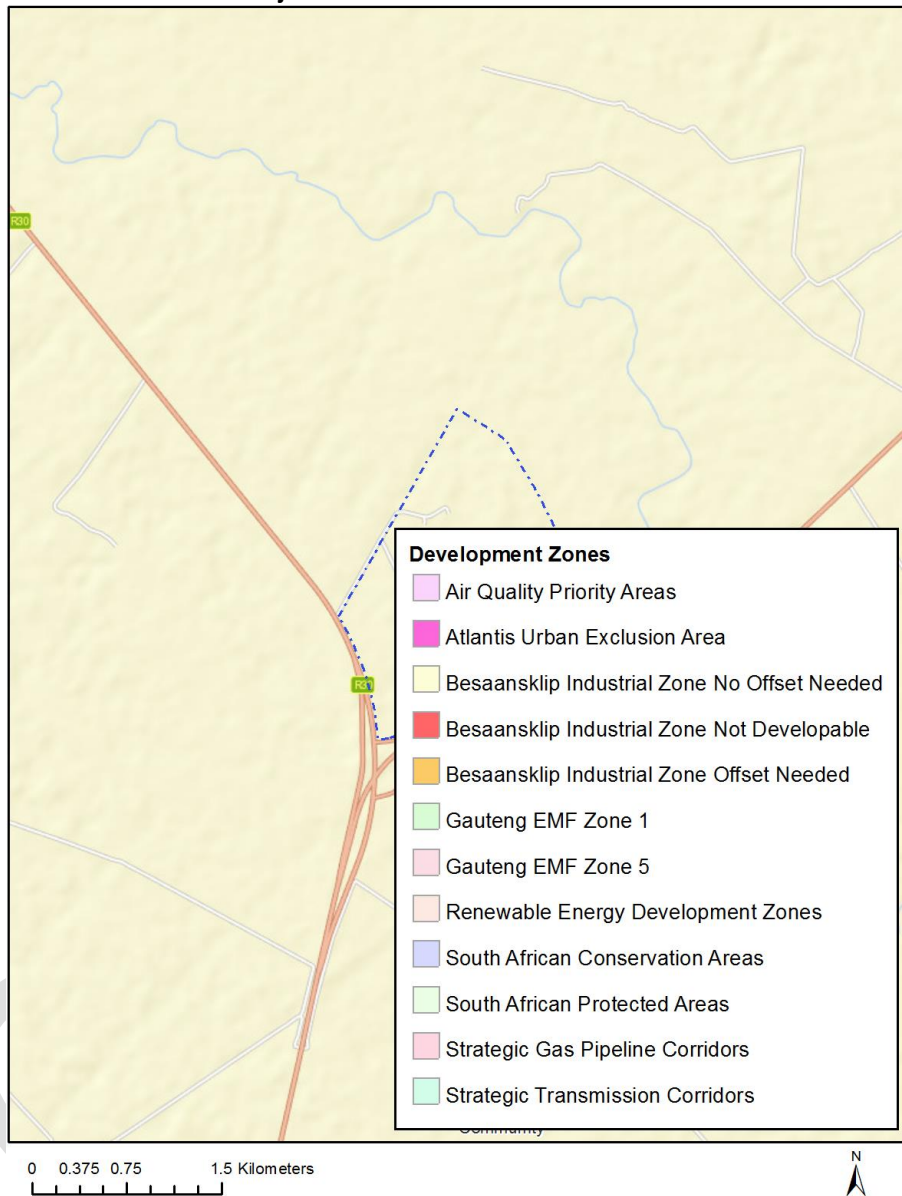 R30
R30
Development Zones
Air Quality Priority Areas
Atlantis Urban Exclusion Area
Besaansklip Industrial Zone No Offset Needed
Besaansklip Industrial Zone Not Developable
Besaansklip Industrial Zone Offset Needed
Gauteng EMF Zone 1
Gauteng EMF Zone 5
Renewable Energy Development Zones
South African Conservation Areas
South African Protected Areas
Strategic Gas Pipeline Corridors
Strategic Transmission Corridors
Community
0 0.375 0.75 1.5 Kilometers
N